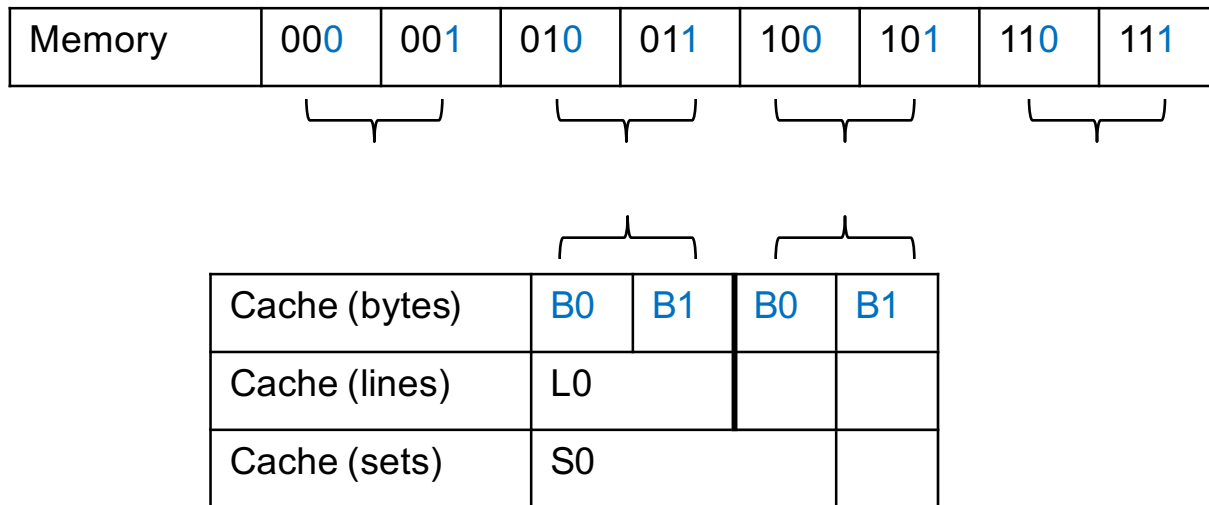 Memory 000 001 010 011 100 101 110 111
Cache (bytes) B0 B1 B0 B1
Cache (lines) L0
Cache (sets) S0